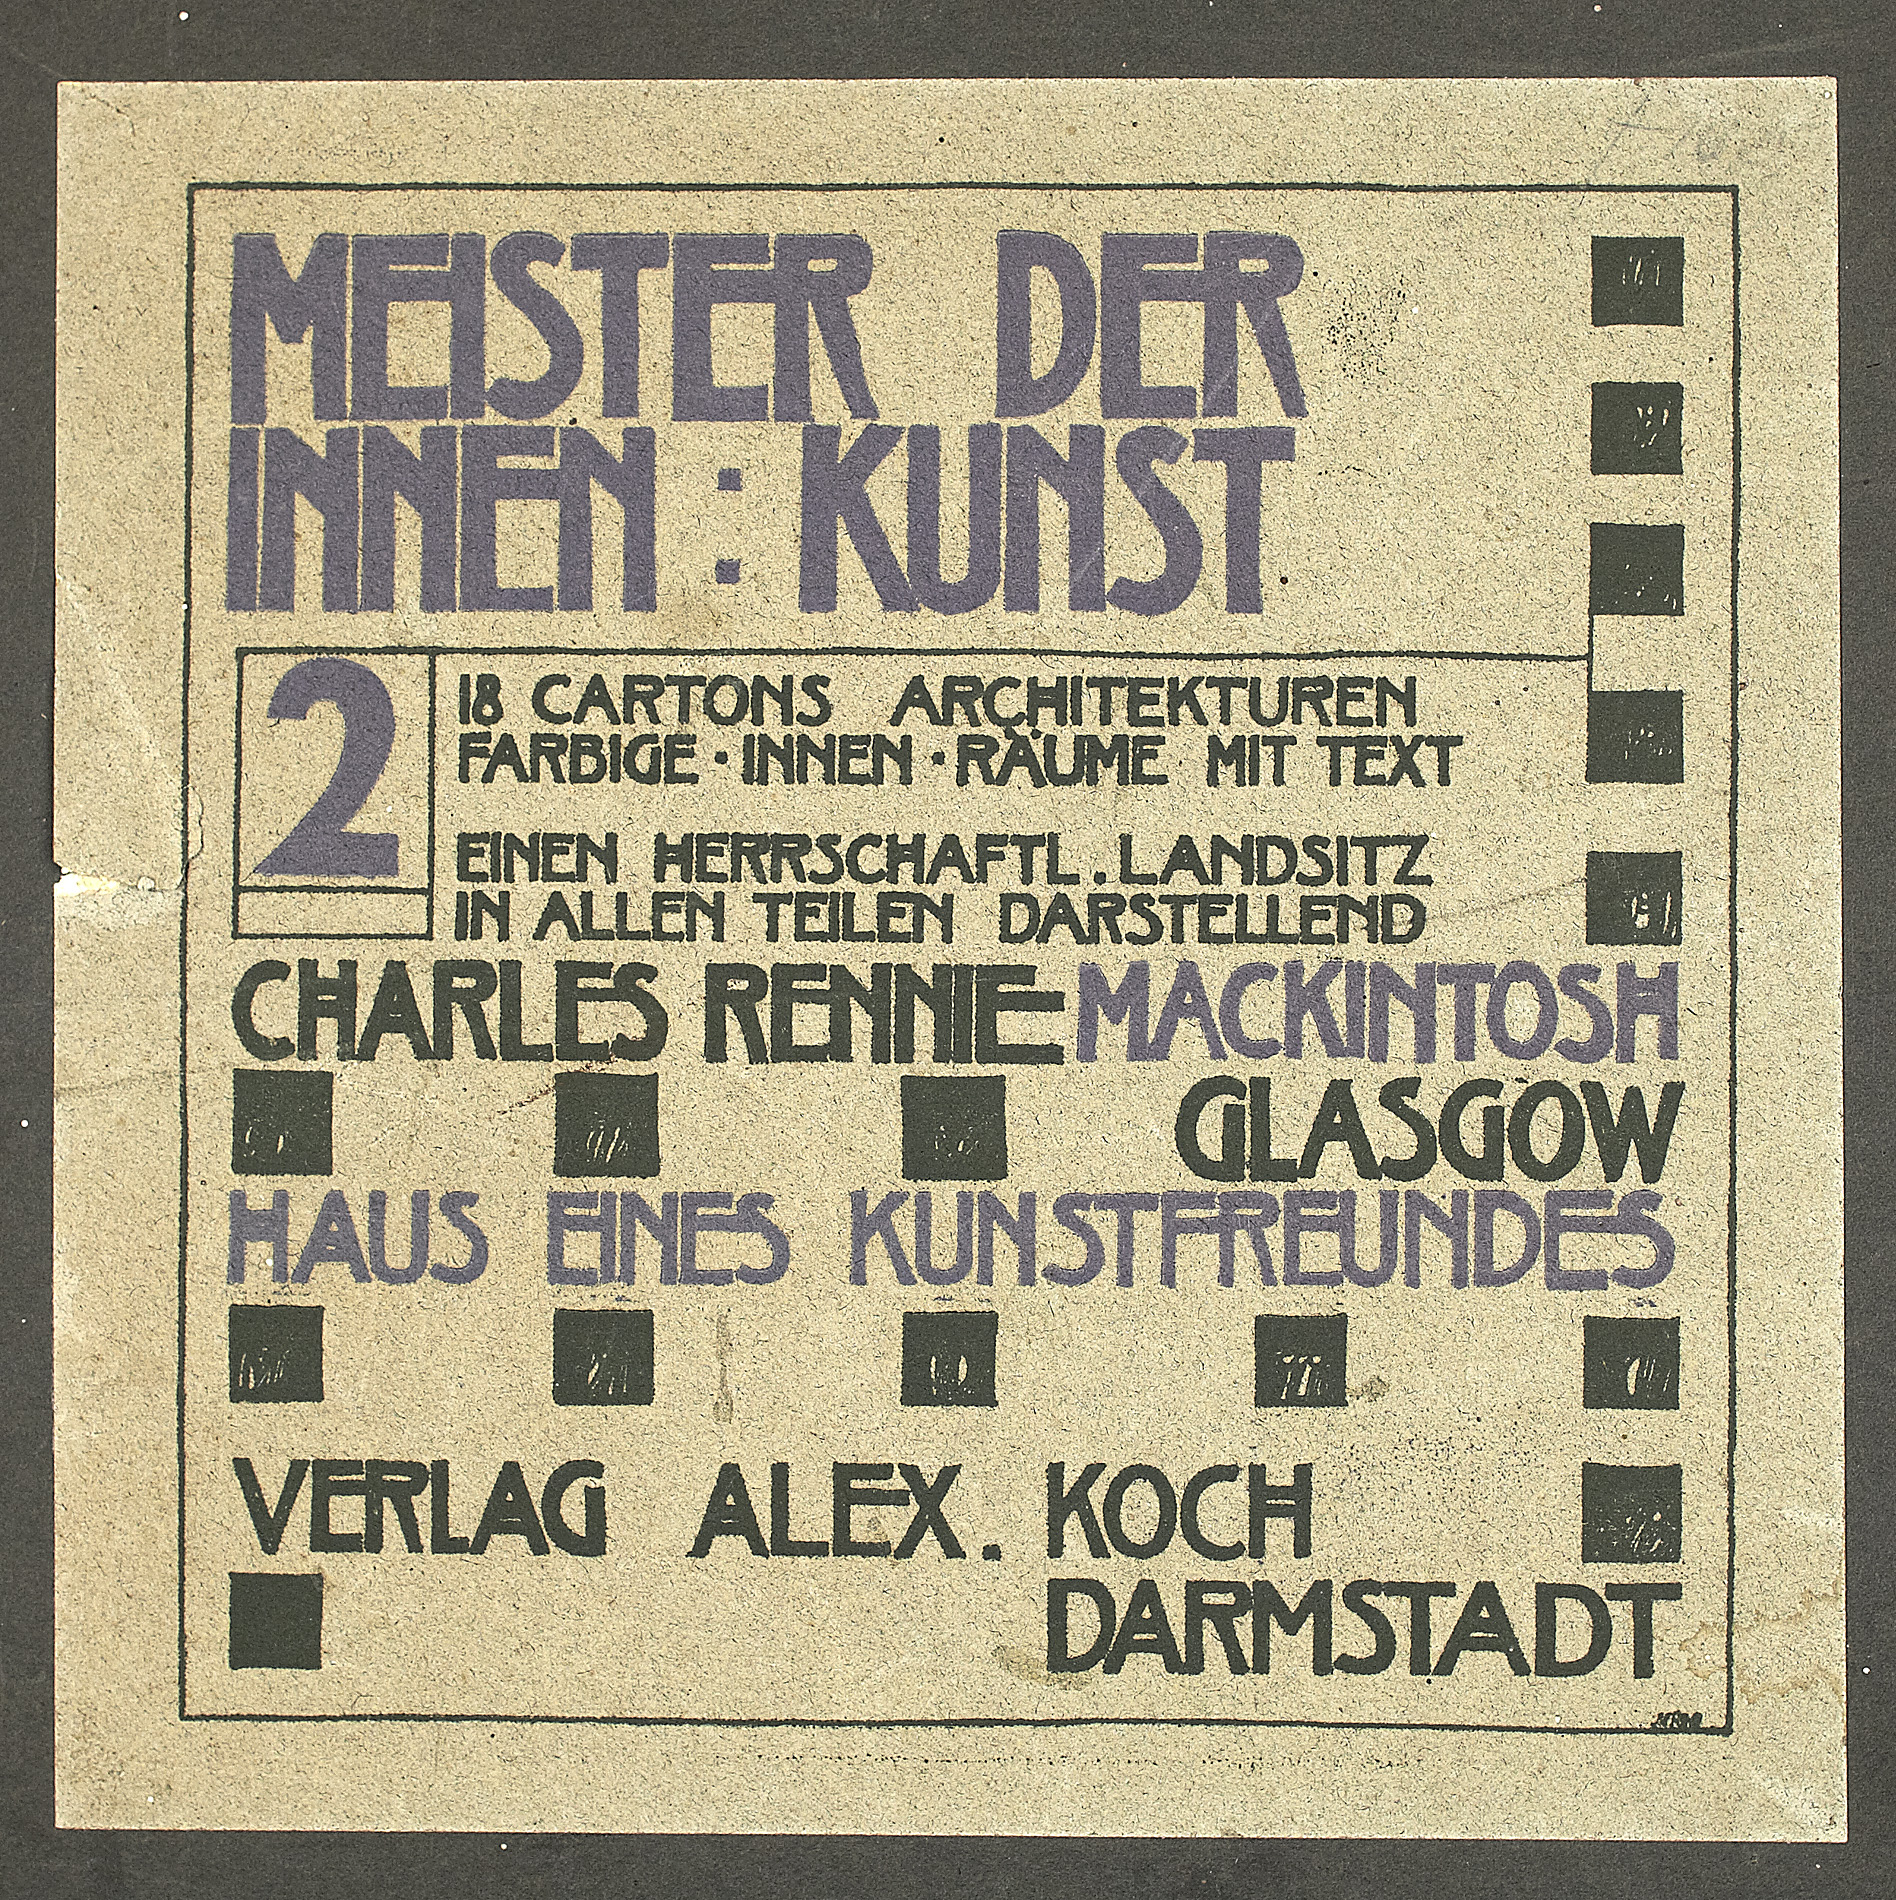 MEISTER DER
INNEN : KUNST
2
18 CARTONS ARCHITEKTUREN
FARBIGE · INNEN · RÄUME MIT TEXT
EINEN HERRSCHAFTL. LANDSITZ
IN ALLEN TEILEN DARSTELLEND
CHARLES RENNIE MACKINTOSH
GLASGOW
HAUS EINES KUNSTFREUNDES
VERLAG ALEX. KOCH
DARMSTADT